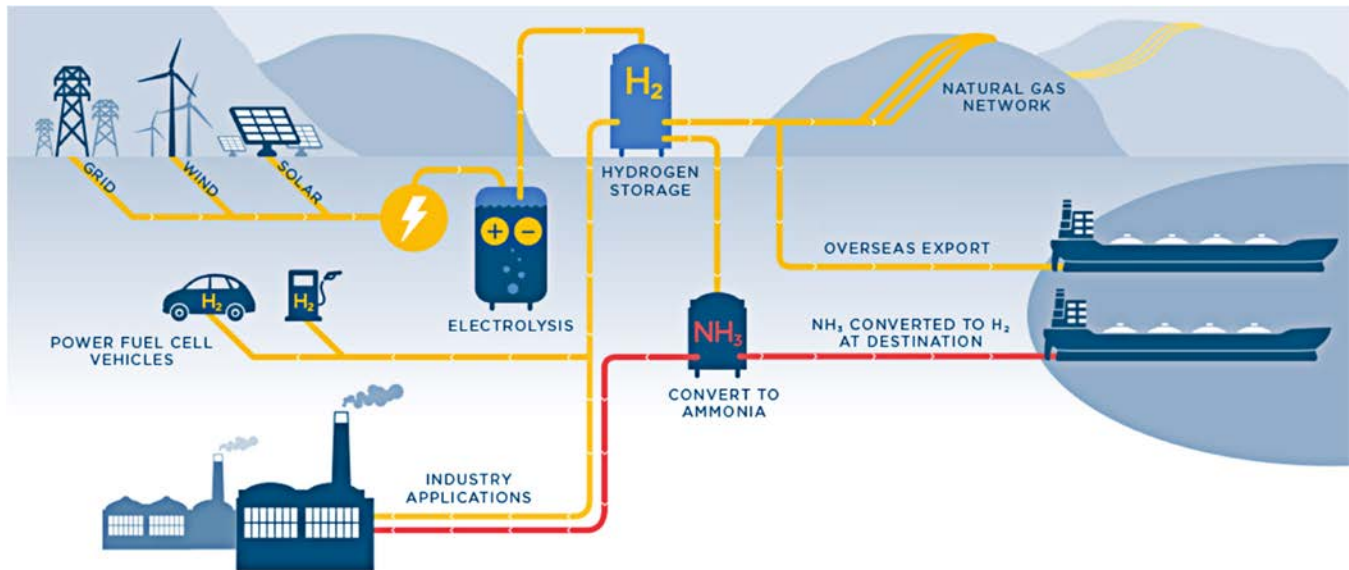 H₂
NATURAL GAS
NETWORK
GRID
WIND
SOLAR
HYDROGEN
STORAGE
+ −
OVERSEAS EXPORT
H₂
H₂
ELECTROLYSIS
POWER FUEL CELL
VEHICLES
NH₃
NH₃ CONVERTED TO H₂
AT DESTINATION
CONVERT TO
AMMONIA
INDUSTRY
APPLICATIONS